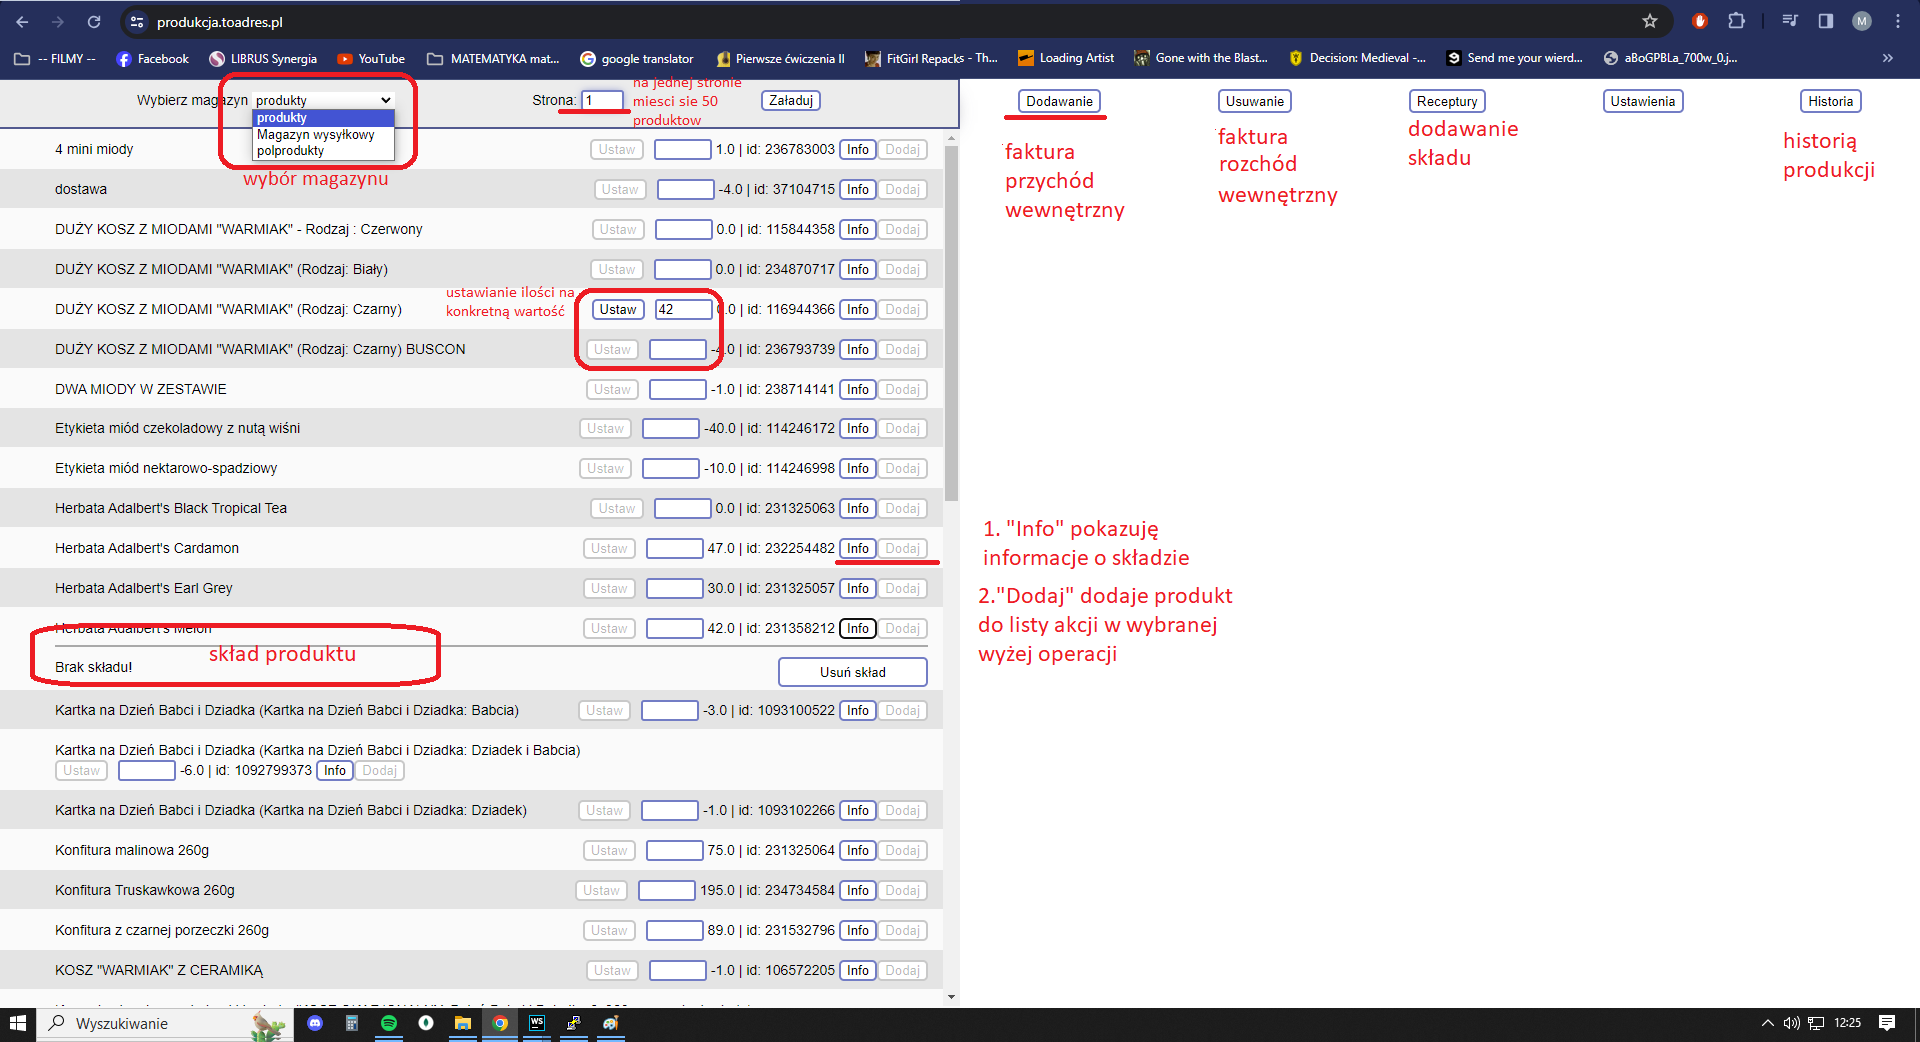 produkcja.toadres.pl
M
-- FILMY --
Facebook
LIBRUS Synergia
YouTube
MATEMATYKA mat...
google translator
Pierwsze ćwiczenia II
FitGirl Repacks - Th...
Loading Artist
Gone with the Blast...
Decision: Medieval -...
Send me your wierd...
aBoGPBLa_700w_0.j...
»
Wybierz magazyn produkty
produkty
Magazyn wysyłkowy
polprodukty
wybór magazynu
Strona: 1
na jednej stronie
miesci sie 50
produktow
Załaduj
Dodawanie
Usuwanie
Receptury
Ustawienia
Historia
faktura
przychód
wewnętrzny
faktura
rozchód
wewnętrzny
dodawanie
składu
historią
produkcji
4 mini miody Ustaw 1.0 | id: 236783003 Info Dodaj
dostawa Ustaw -4.0 | id: 37104715 Info Dodaj
DUŻY KOSZ Z MIODAMI "WARMIAK" - Rodzaj : Czerwony Ustaw 0.0 | id: 115844358 Info Dodaj
DUŻY KOSZ Z MIODAMI "WARMIAK" (Rodzaj: Biały) Ustaw 0.0 | id: 234870717 Info Dodaj
ustawianie ilości na
konkretną wartość
DUŻY KOSZ Z MIODAMI "WARMIAK" (Rodzaj: Czarny) Ustaw 42 0.0 | id: 116944366 Info Dodaj
DUŻY KOSZ Z MIODAMI "WARMIAK" (Rodzaj: Czarny) BUSCON Ustaw -4.0 | id: 236793739 Info Dodaj
DWA MIODY W ZESTAWIE Ustaw -1.0 | id: 238714141 Info Dodaj
Etykieta miód czekoladowy z nutą wiśni Ustaw -40.0 | id: 114246172 Info Dodaj
Etykieta miód nektarowo-spadziowy Ustaw -10.0 | id: 114246998 Info Dodaj
Herbata Adalbert's Black Tropical Tea Ustaw 0.0 | id: 231325063 Info Dodaj
Herbata Adalbert's Cardamon Ustaw 47.0 | id: 232254482 Info Dodaj
Herbata Adalbert's Earl Grey Ustaw 30.0 | id: 231325057 Info Dodaj
Herbata Adalbert's Melon Ustaw 42.0 | id: 231358212 Info Dodaj
skład produktu
Brak składu! Usuń skład
Kartka na Dzień Babci i Dziadka (Kartka na Dzień Babci i Dziadka: Babcia) Ustaw -3.0 | id: 1093100522 Info Dodaj
Kartka na Dzień Babci i Dziadka (Kartka na Dzień Babci i Dziadka: Dziadek i Babcia)
Ustaw -6.0 | id: 1092799373 Info Dodaj
Kartka na Dzień Babci i Dziadka (Kartka na Dzień Babci i Dziadka: Dziadek) Ustaw -1.0 | id: 1093102266 Info Dodaj
Konfitura malinowa 260g Ustaw 75.0 | id: 231325064 Info Dodaj
Konfitura Truskawkowa 260g Ustaw 195.0 | id: 234734584 Info Dodaj
Konfitura z czarnej porzeczki 260g Ustaw 89.0 | id: 231532796 Info Dodaj
KOSZ "WARMIAK" Z CERAMIKĄ Ustaw -1.0 | id: 106572205 Info Dodaj
1. "Info" pokazuję
informacje o składzie
2."Dodaj" dodaje produkt
do listy akcji w wybranej
wyżej operacji
Wyszukiwanie
WS
12:25